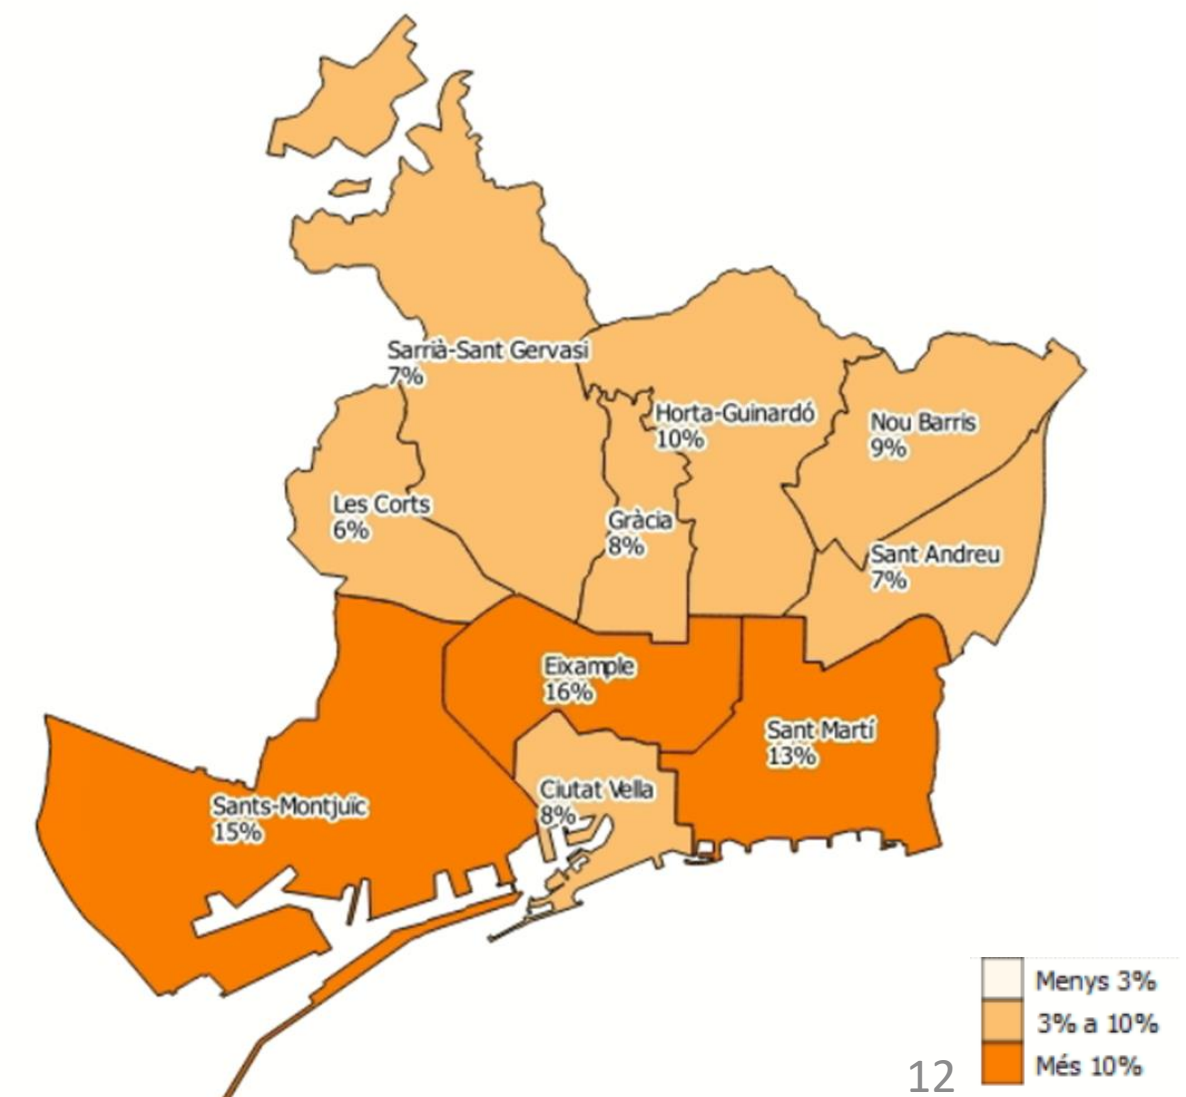 Sarrià-Sant Gervasi
7%
Horta-Guinardó
10%
Nou Barris
9%
Les Corts
6%
Gràcia
8%
Sant Andreu
7%
Eixample
16%
Sant Martí
13%
Ciutat Vella
8%
Sants-Montjuïc
15%
Menys 3%
3% a 10%
Més 10%
12